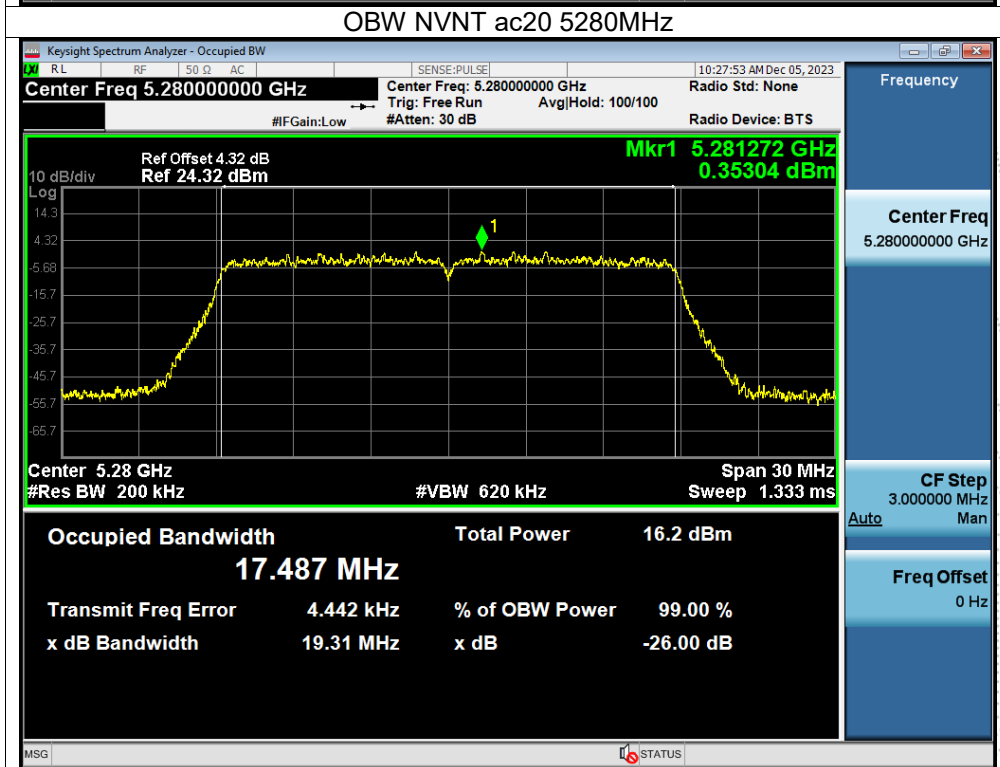 OBW NVNT ac20 5280MHz
Keysight Spectrum Analyzer - Occupied BW
LXI RL RF 50 Ω AC SENSE:PULSE 10:27:53 AM Dec 05, 2023
Center Freq 5.280000000 GHz
Center Freq: 5.280000000 GHz Radio Std: None
Trig: Free Run Avg|Hold: 100/100
#IFGain:Low #Atten: 30 dB Radio Device: BTS
Frequency
Mkr1 5.281272 GHz
0.35304 dBm
Ref Offset 4.32 dB
10 dB/div Ref 24.32 dBm
Log
14.3
4.32
-5.68
-15.7
-25.7
-35.7
-45.7
-55.7
-65.7
1
Center 5.28 GHz Span 30 MHz
#Res BW 200 kHz #VBW 620 kHz Sweep 1.333 ms
Occupied Bandwidth Total Power 16.2 dBm
17.487 MHz
Transmit Freq Error 4.442 kHz % of OBW Power 99.00 %
x dB Bandwidth 19.31 MHz x dB -26.00 dB
Center Freq
5.280000000 GHz
CF Step
3.000000 MHz
Auto Man
Freq Offset
0 Hz
MSG STATUS